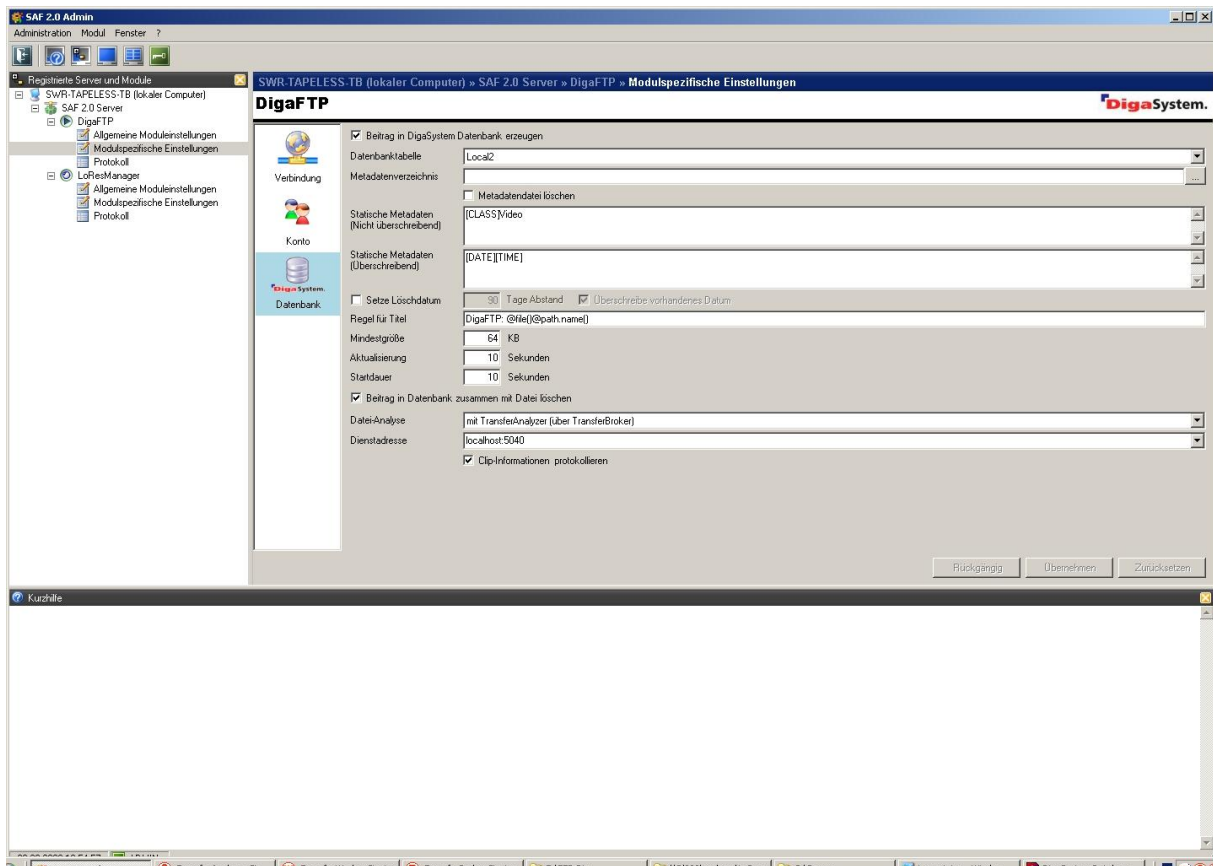 SAF 2.0 Admin
Administration Modul Fenster ?
Registrierte Server und Module
SWR-TAPELESS-TB (lokaler Computer)
SAF 2.0 Server
DigaFTP
Allgemeine Moduleinstellungen
Modulspezifische Einstellungen
Protokoll
LoResManager
Allgemeine Moduleinstellungen
Modulspezifische Einstellungen
Protokoll
SWR-TAPELESS-TB (lokaler Computer) » SAF 2.0 Server » DigaFTP » Modulspezifische Einstellungen
DigaFTP
DigaSystem.
Verbindung
Konto
DigaSystem.
Datenbank
Beitrag in DigaSystem Datenbank erzeugen
Datenbanktabelle Local2
Metadatenverzeichnis ...
Metadatendatei löschen
Statische Metadaten (Nicht überschreibend) [CLASS]Video
Statische Metadaten (Überschreibend) [DATE][TIME]
Setze Löschdatum 90 Tage Abstand Überschreibe vorhandenes Datum
Regel für Titel DigaFTP: @file()@path.name()
Mindestgröße 64 KB
Aktualisierung 10 Sekunden
Startdauer 10 Sekunden
Beitrag in Datenbank zusammen mit Datei löschen
Datei-Analyse mit TransferAnalyzer (über TransferBroker)
Dienstadresse localhost:5040
Clip-Informationen protokollieren
Rückgängig Übernehmen Zurücksetzen
Kurzhilfe